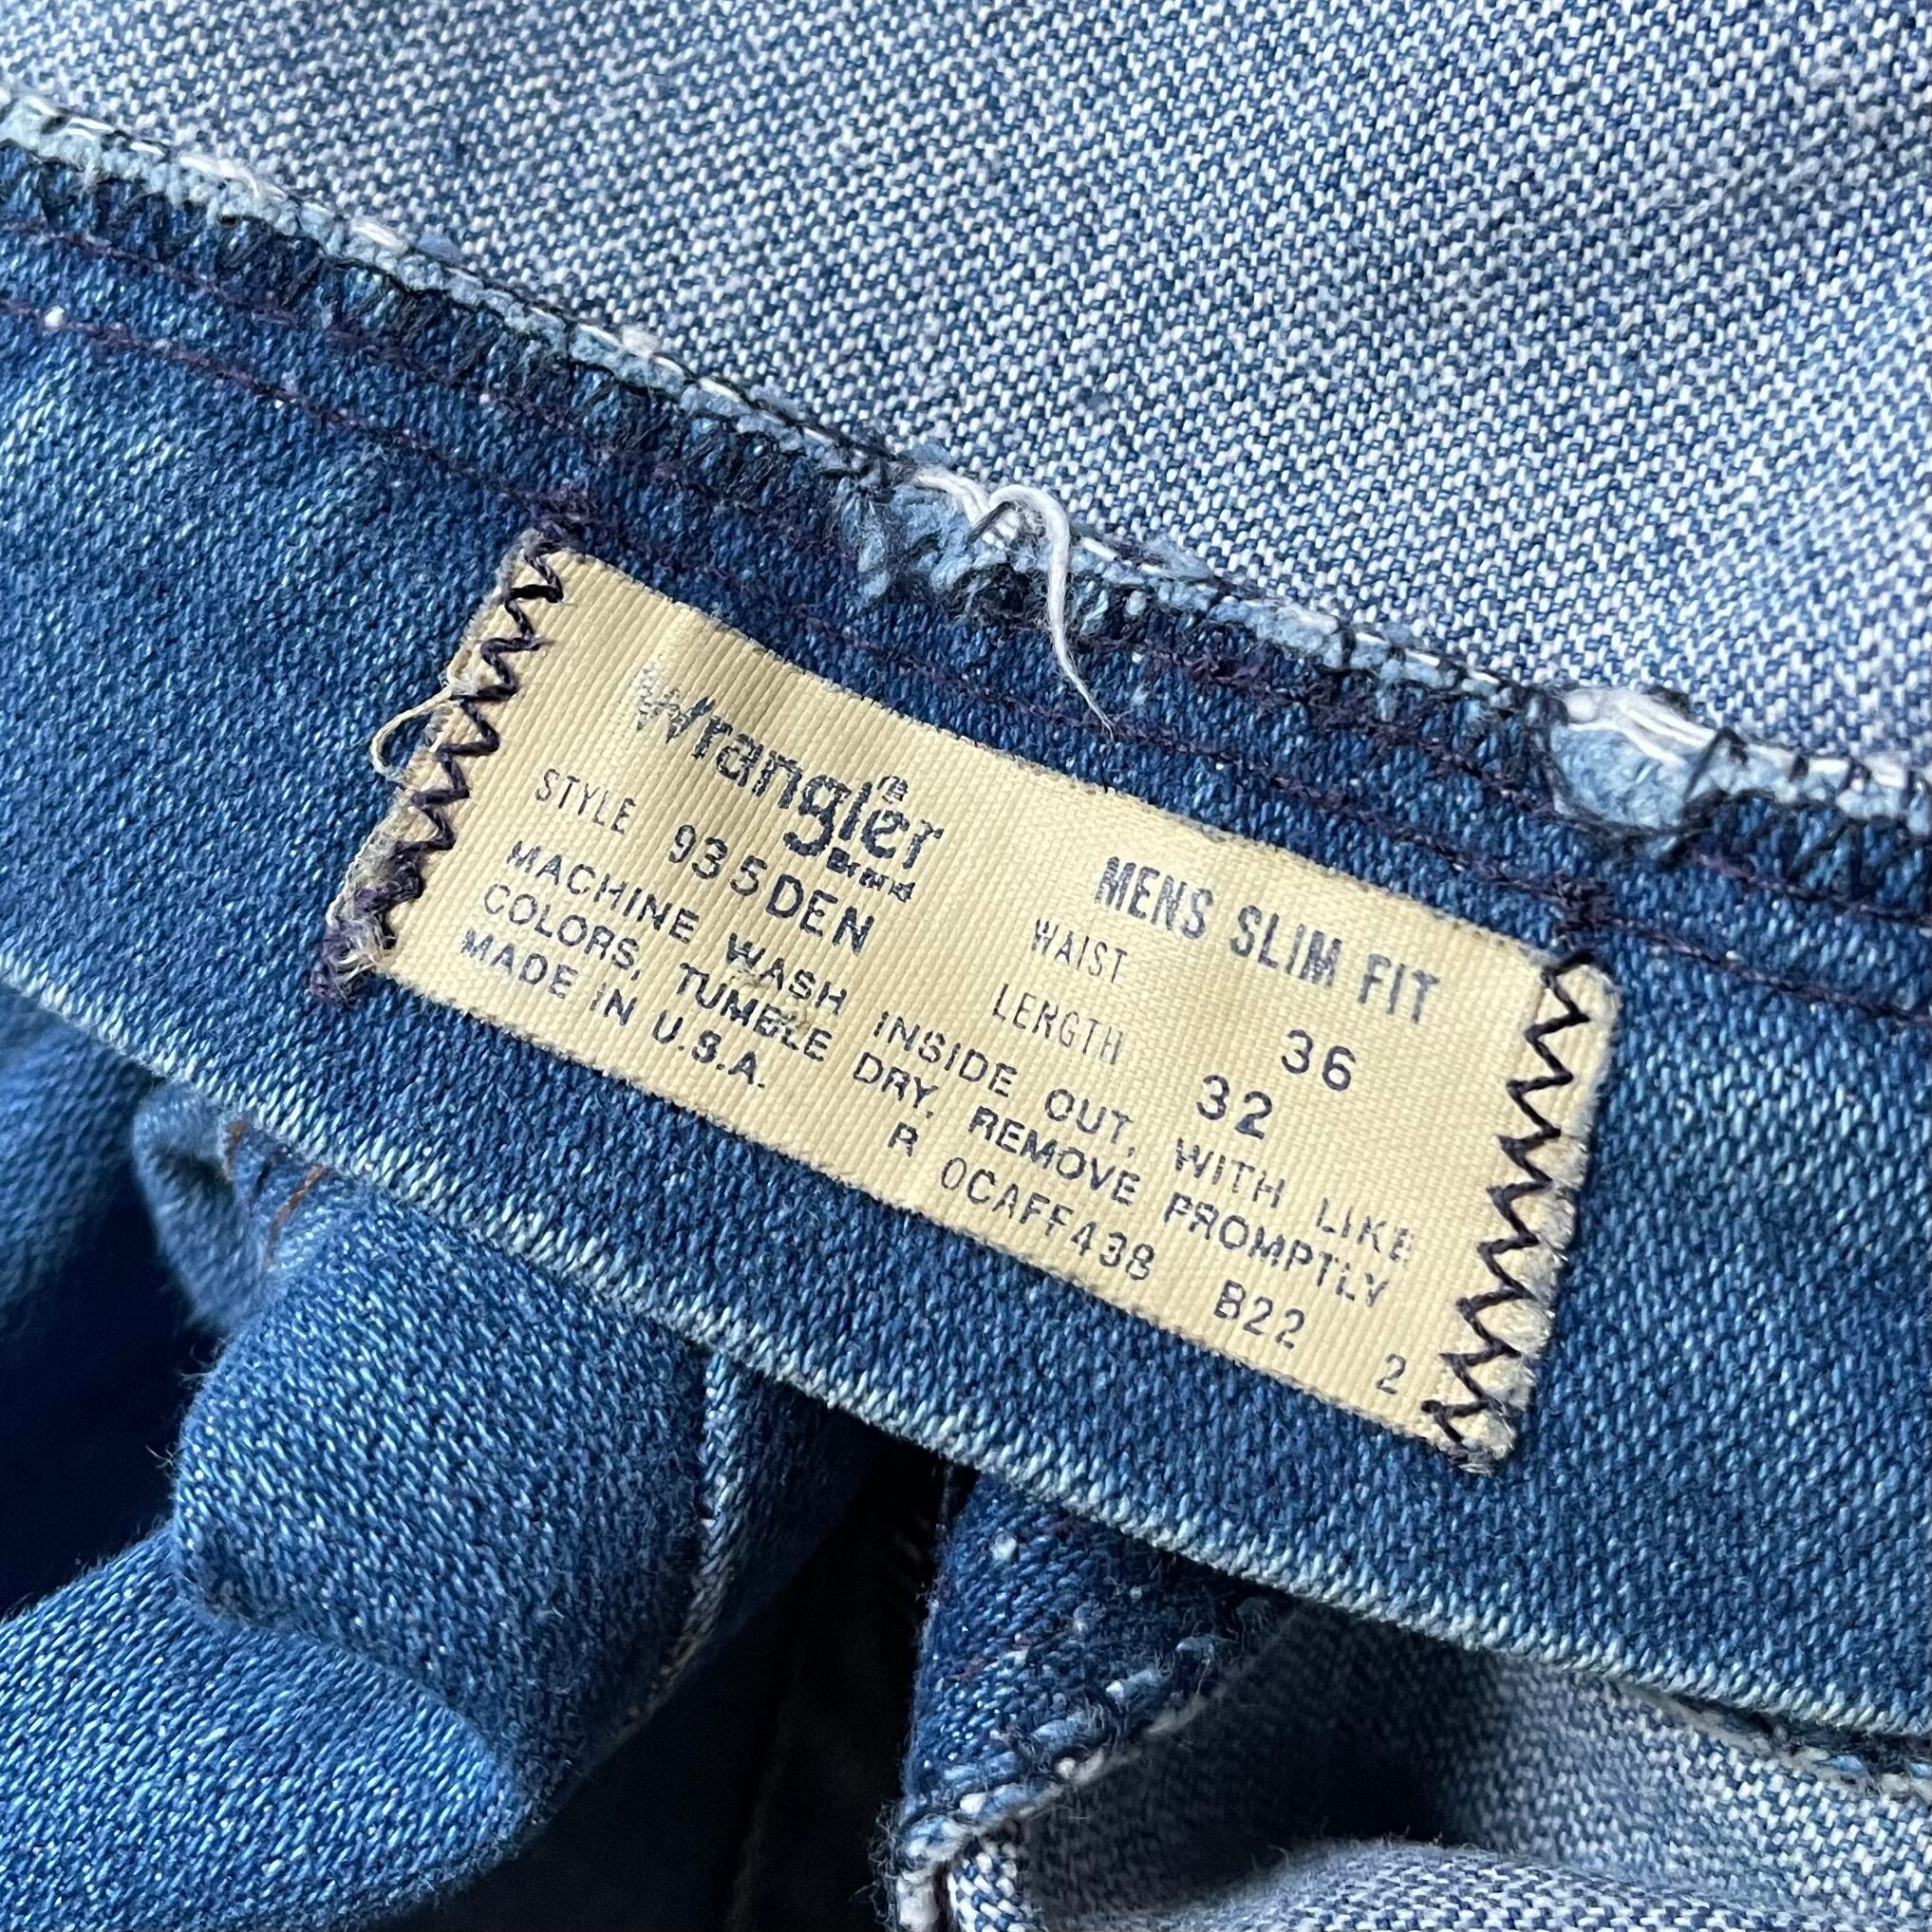 Wrangler®
Brand
MENS SLIM FIT
STYLE 935DEN
WAIST 36
LENGTH 32
MACHINE WASH INSIDE OUT, WITH LIKE
COLORS, TUMBLE DRY. REMOVE PROMPTLY
MADE IN U.S.A. R 0CAFF438 B22 2